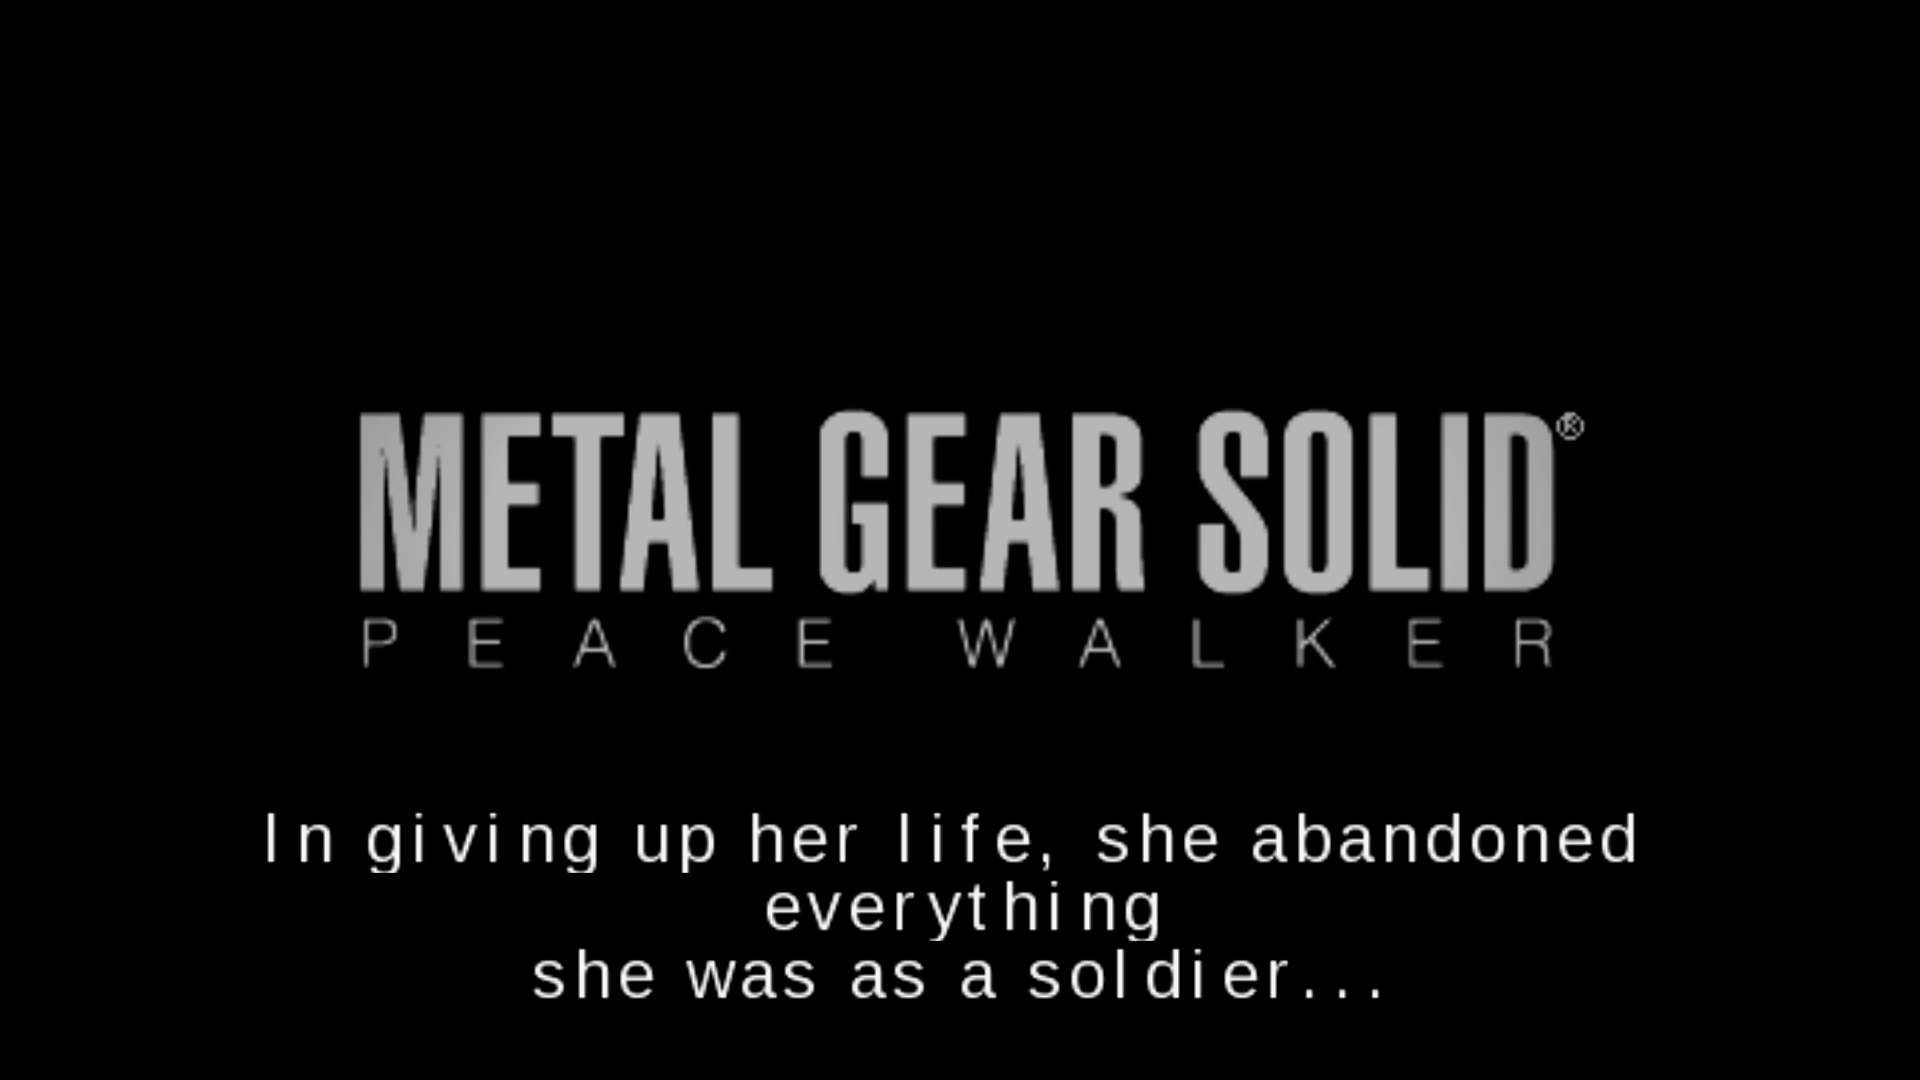 METAL GEAR SOLID®
PEACE WALKER
In giving up her life, she abandoned
everything
she was as a soldier...